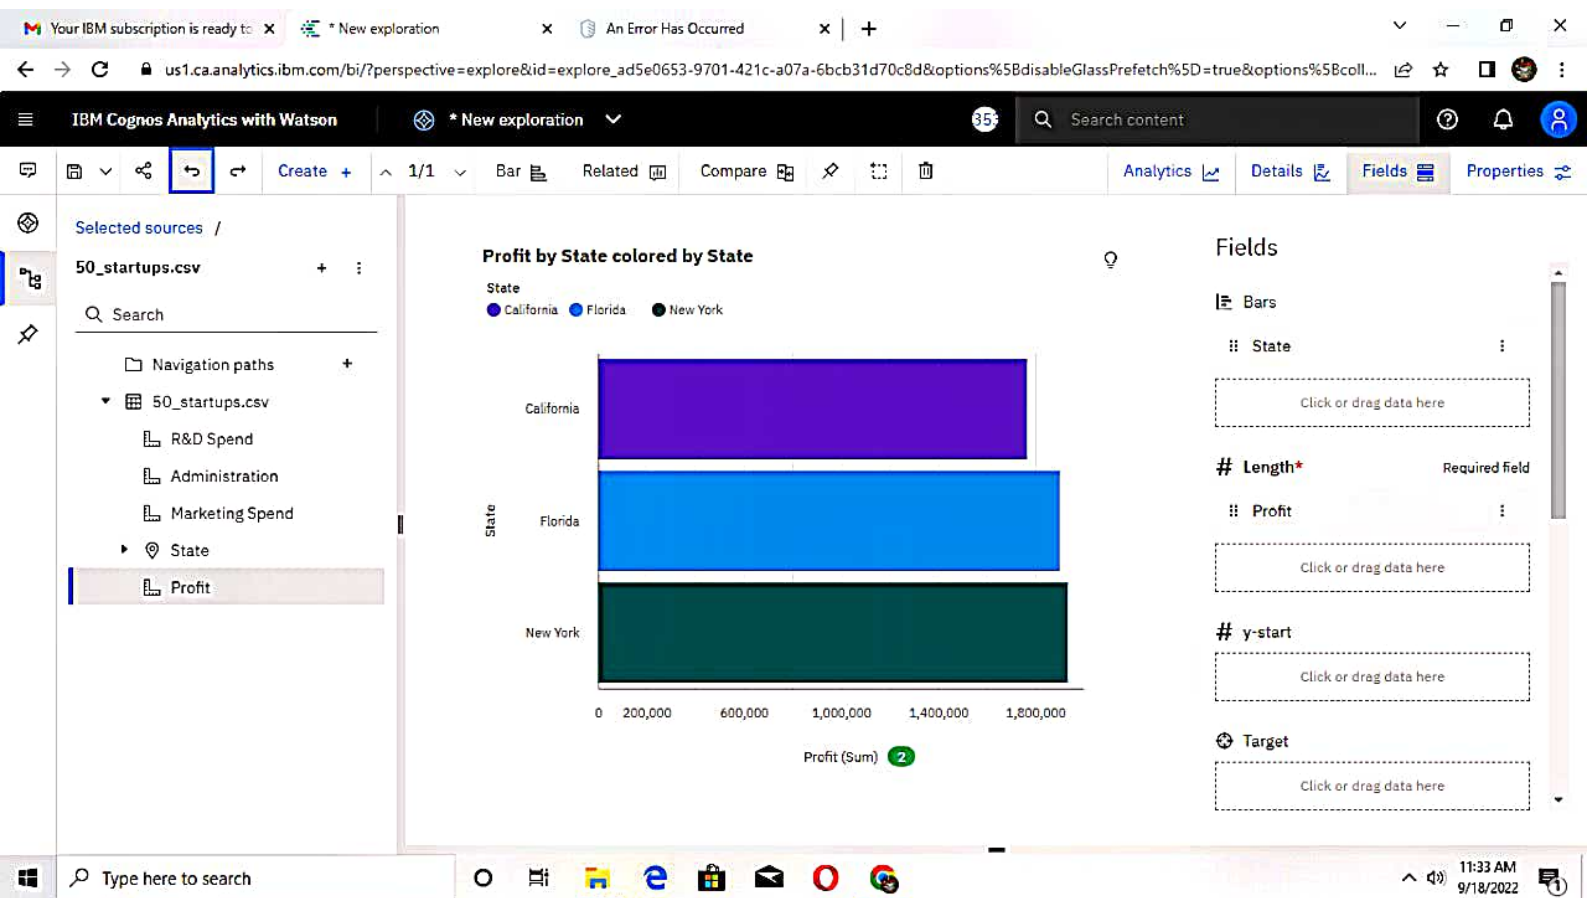 Your IBM subscription is ready to
* New exploration
An Error Has Occurred
us1.ca.analytics.ibm.com/bi/?perspective=explore&id=explore_ad5e0653-9701-421c-a07a-6bcb31d70c8d&options%5BdisableGlassPrefetch%5D=true&options%5Bcoll...
IBM Cognos Analytics with Watson
* New exploration
Search content
Create +
1/1
Bar
Related
Compare
Analytics
Details
Fields
Properties
Selected sources /
50_startups.csv
Search
Navigation paths
50_startups.csv
R&D Spend
Administration
Marketing Spend
State
Profit
Profit by State colored by State
State
California Florida New York
State
California
Florida
New York
0 200,000 600,000 1,000,000 1,400,000 1,800,000
Profit (Sum) 2
Fields
Bars
State
Click or drag data here
# Length* Required field
Profit
Click or drag data here
# y-start
Click or drag data here
Target
Click or drag data here
Type here to search
11:33 AM
9/18/2022
1